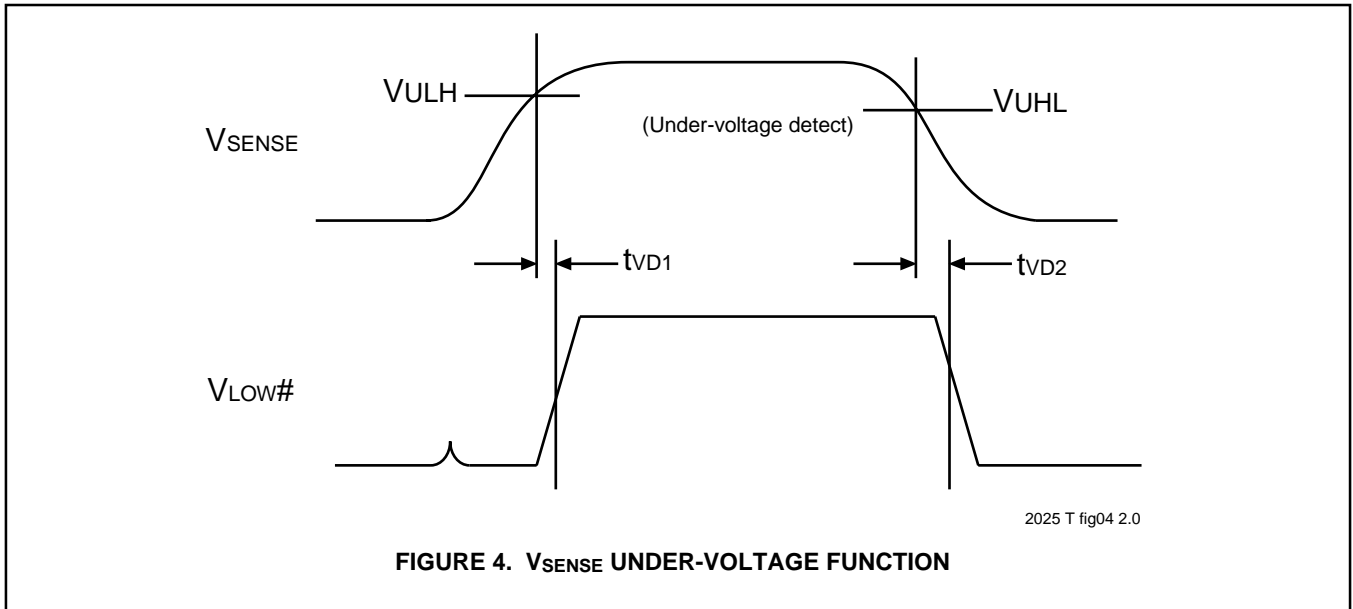 VULH
VUHL
(Under-voltage detect)
VSENSE
tVD1
tVD2
VLOW#
2025 T fig04 2.0
FIGURE 4. VSENSE UNDER-VOLTAGE FUNCTION